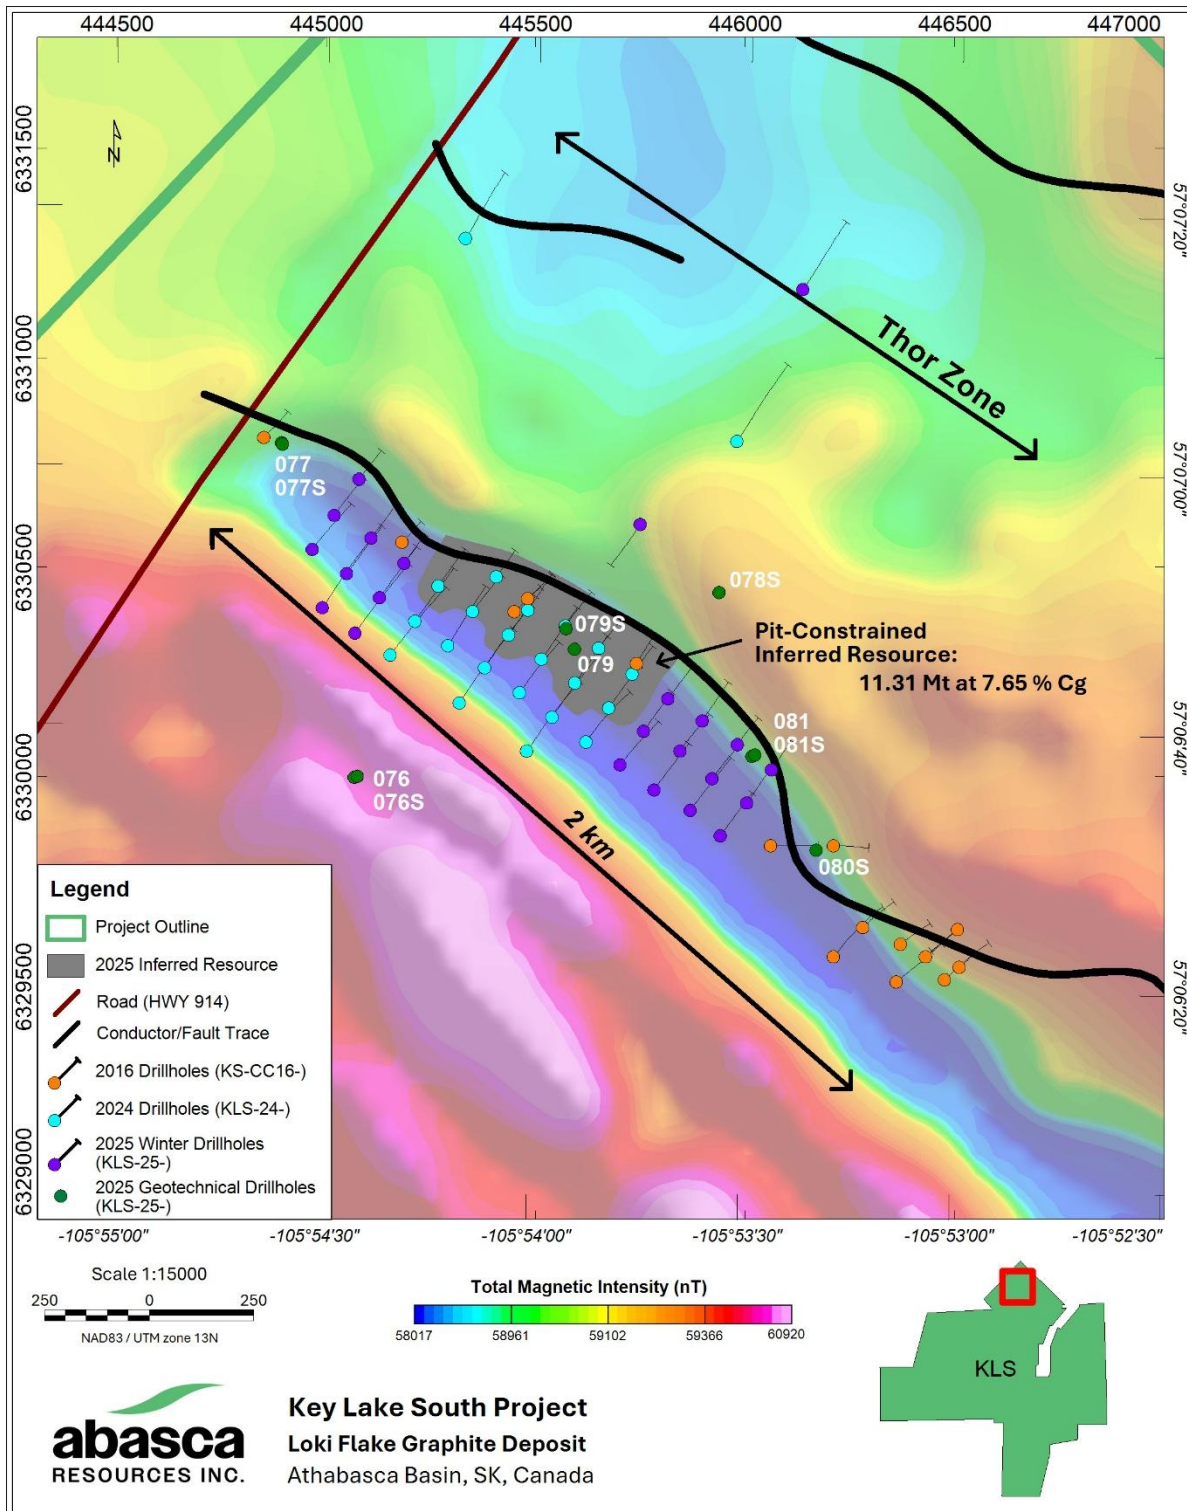 444500 445000 445500 446000 446500 447000
6331500
6331000
6330500
6330000
6329500
6329000
57°07'20"
57°07'00"
57°06'40"
57°06'20"
N
Thor Zone
077
077S
078S
079S
079
Pit-Constrained
Inferred Resource:
11.31 Mt at 7.65 % Cg
081
081S
076
076S
2 km
080S
Legend
Project Outline
2025 Inferred Resource
Road (HWY 914)
Conductor/Fault Trace
2016 Drillholes (KS-CC16-)
2024 Drillholes (KLS-24-)
2025 Winter Drillholes
(KLS-25-)
2025 Geotechnical Drillholes
(KLS-25-)
-105°55'00" -105°54'30" -105°54'00" -105°53'30" -105°53'00" -105°52'30"
Scale 1:15000
250 0 250
NAD83 / UTM zone 13N
Total Magnetic Intensity (nT)
58017 58961 59102 59366 60920
KLS
abasca
RESOURCES INC.
Key Lake South Project
Loki Flake Graphite Deposit
Athabasca Basin, SK, Canada